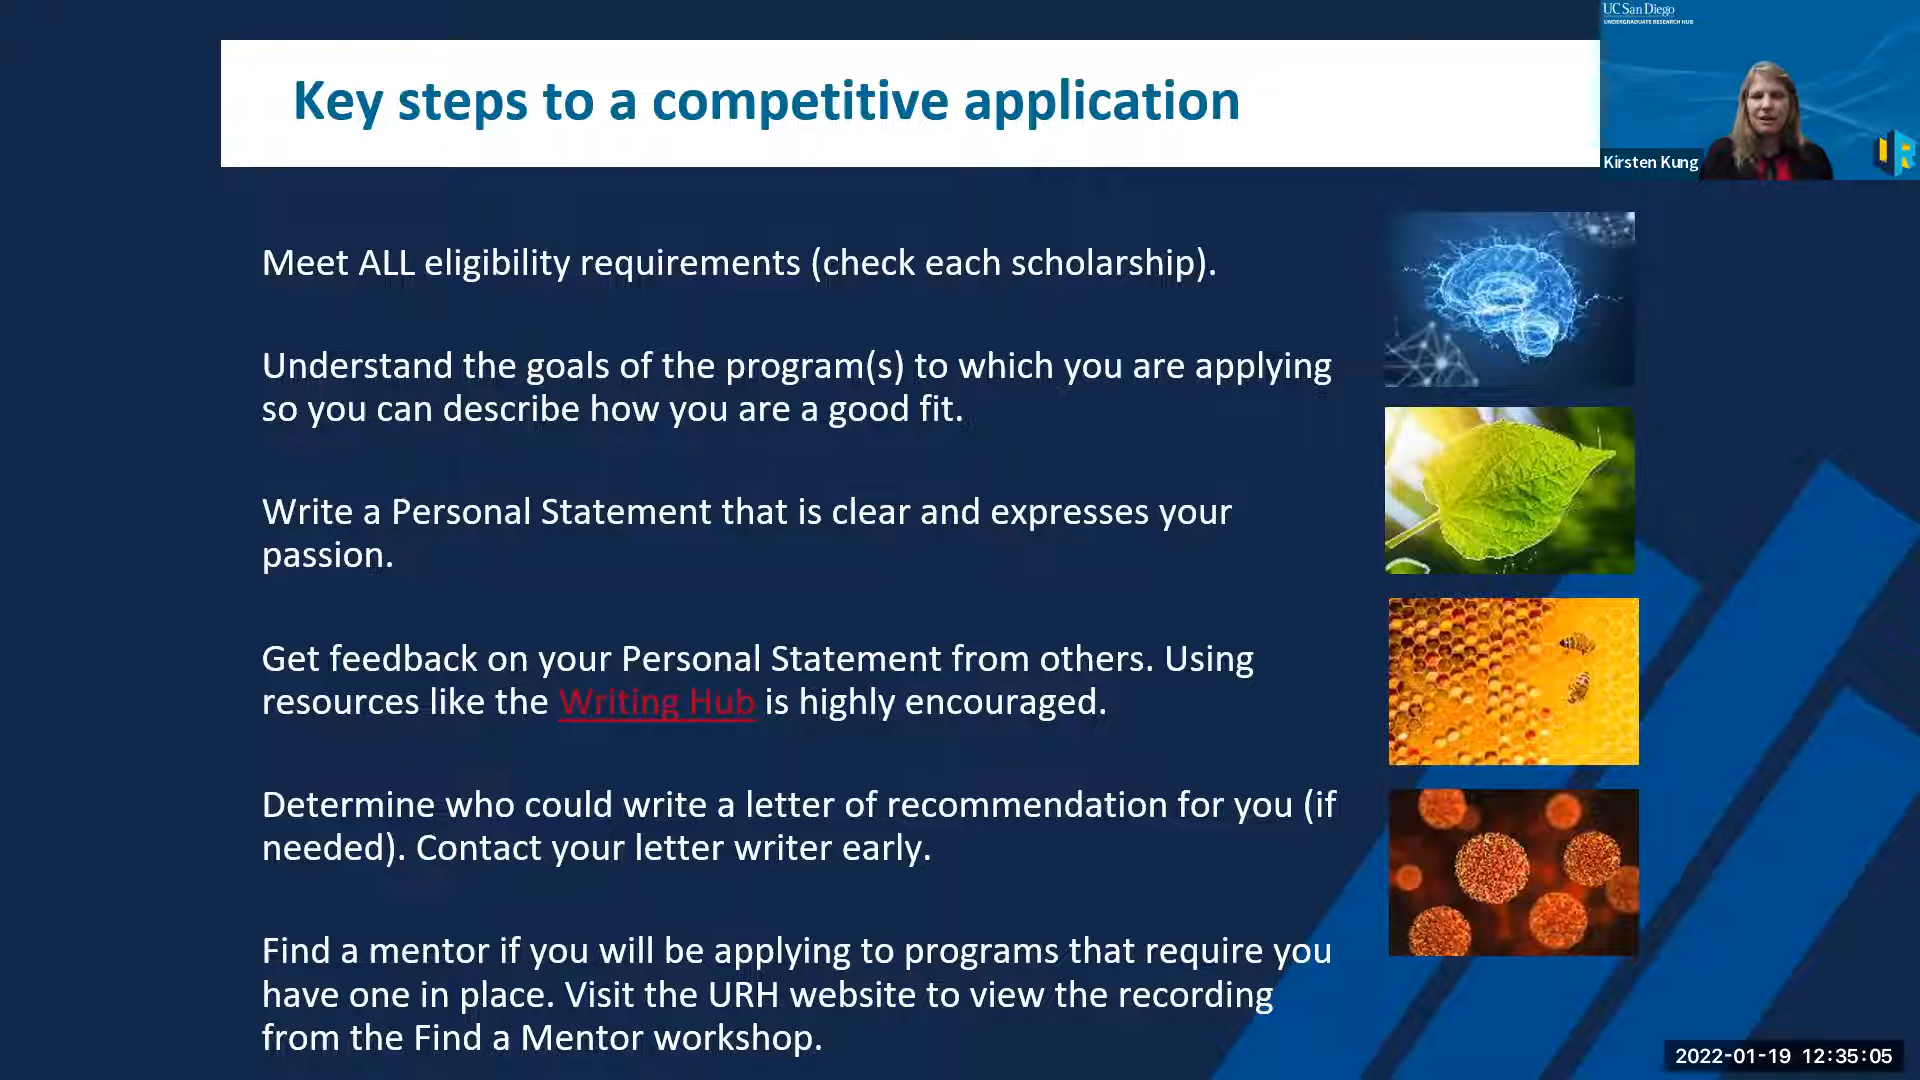 UC San Diego
UNDERGRADUATE RESEARCH HUB
Key steps to a competitive application
Kirsten Kung
Meet ALL eligibility requirements (check each scholarship).
Understand the goals of the program(s) to which you are applying
so you can describe how you are a good fit.
Write a Personal Statement that is clear and expresses your
passion.
Get feedback on your Personal Statement from others. Using
resources like the Writing Hub is highly encouraged.
Determine who could write a letter of recommendation for you (if
needed). Contact your letter writer early.
Find a mentor if you will be applying to programs that require you
have one in place. Visit the URH website to view the recording
from the Find a Mentor workshop.
2022-01-19 12:35:05